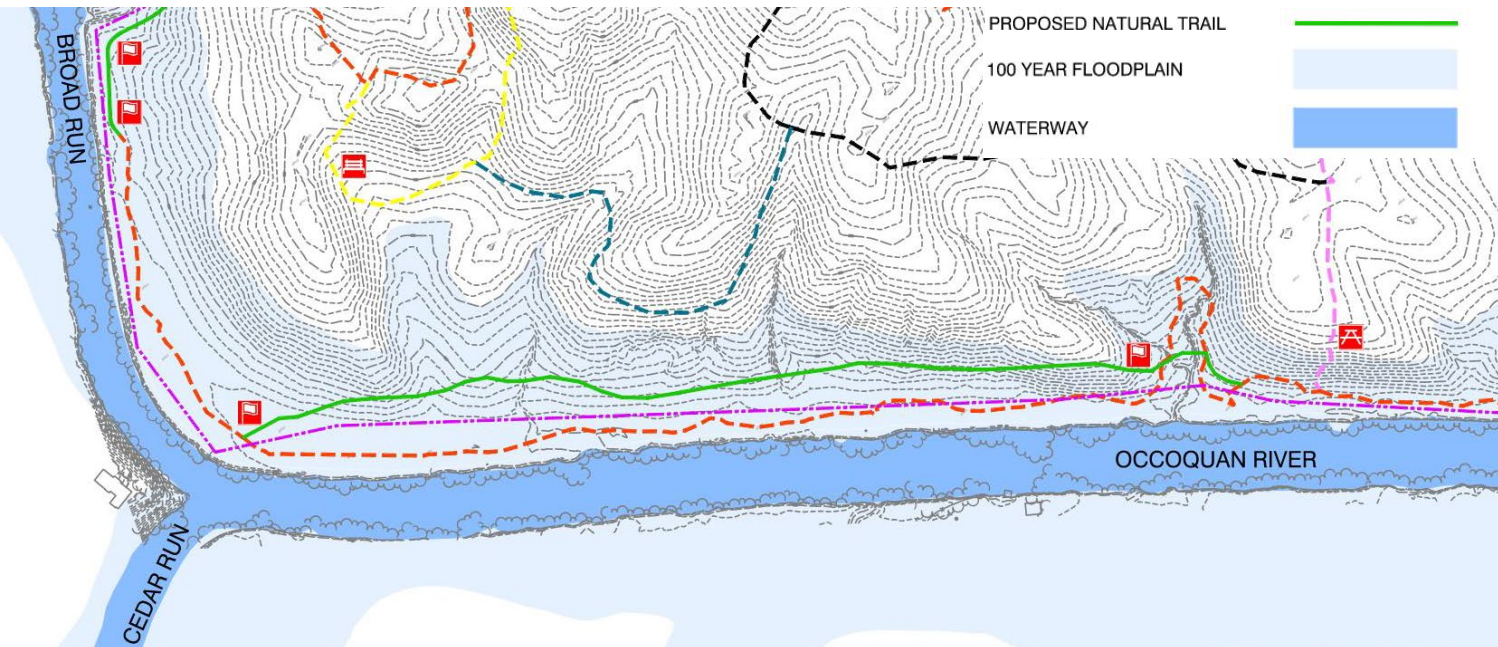 PROPOSED NATURAL TRAIL
100 YEAR FLOODPLAIN
WATERWAY
BROAD RUN
OCCOQUAN RIVER
CEDAR RUN